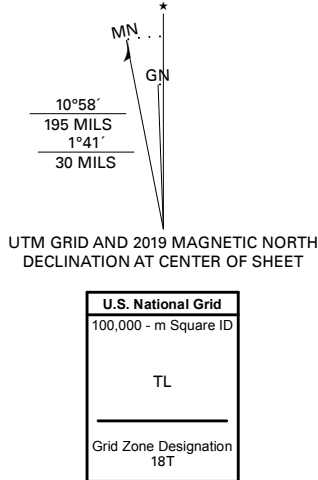 ★
MN
GN
10°58´
195 MILS
1°41´
30 MILS
UTM GRID AND 2019 MAGNETIC NORTH
DECLINATION AT CENTER OF SHEET
U.S. National Grid
100,000 - m Square ID
TL
Grid Zone Designation
18T